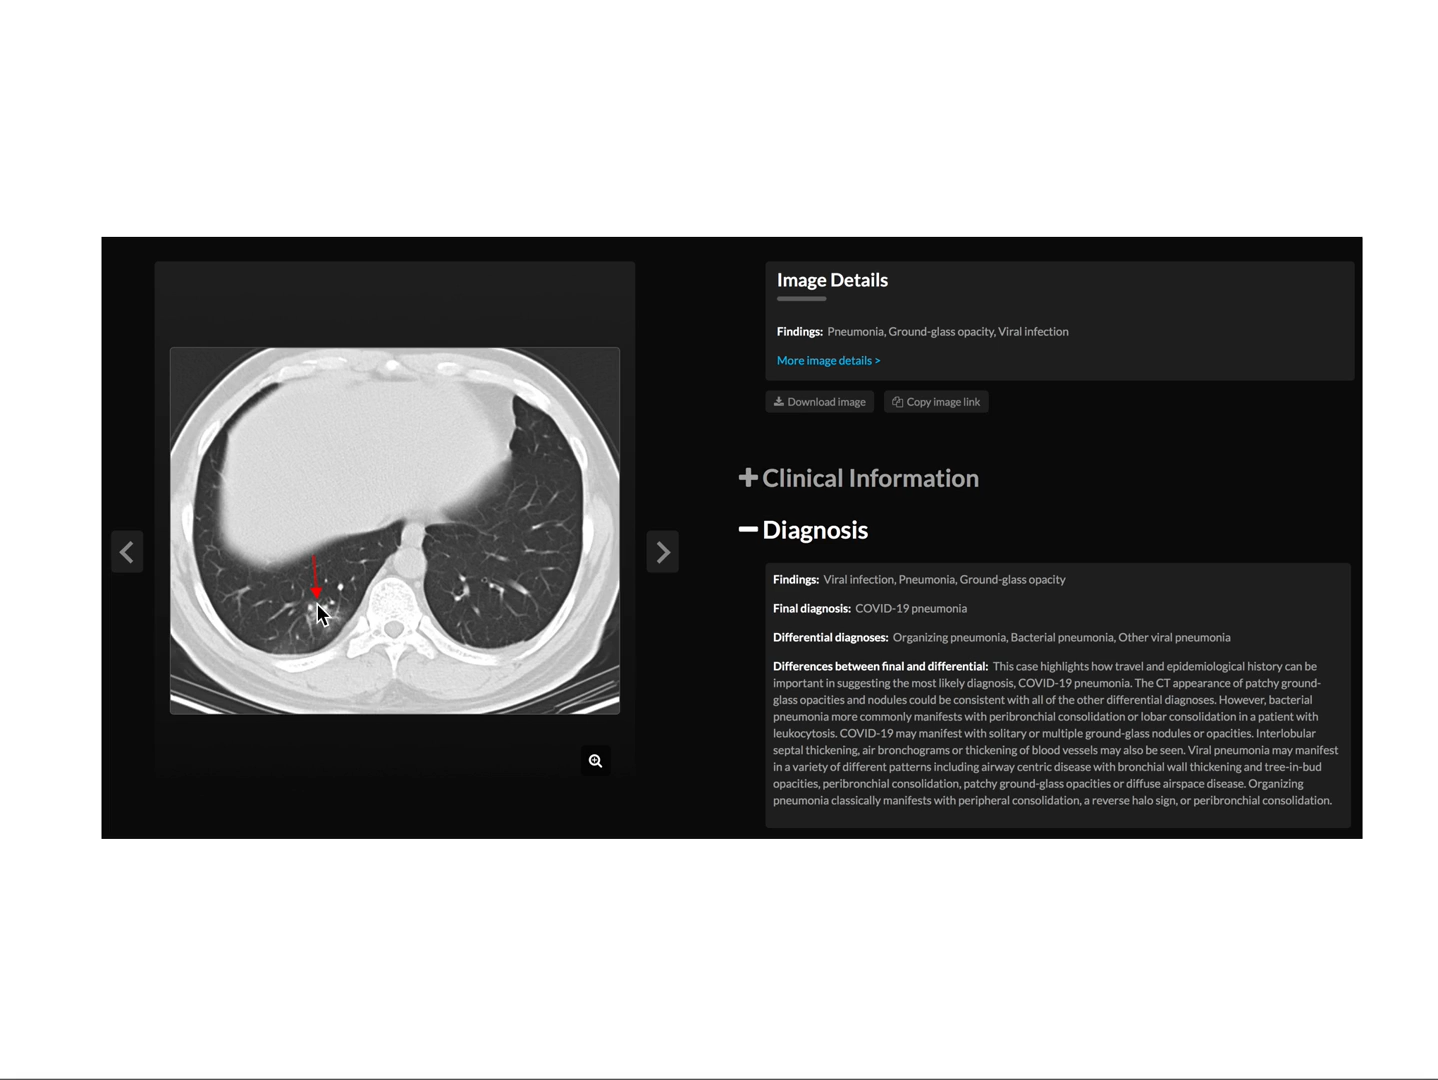 Image Details
Findings: Pneumonia, Ground-glass opacity, Viral infection
More image details >
Download image
Copy image link
Clinical Information
Diagnosis
Findings: Viral infection, Pneumonia, Ground-glass opacity
Final diagnosis: COVID-19 pneumonia
Differential diagnoses: Organizing pneumonia, Bacterial pneumonia, Other viral pneumonia
Differences between final and differential: This case highlights how travel and epidemiological history can be
important in suggesting the most likely diagnosis, COVID-19 pneumonia. The CT appearance of patchy ground-
glass opacities and nodules could be consistent with all of the other differential diagnoses. However, bacterial
pneumonia more commonly manifests with peribronchial consolidation or lobar consolidation in a patient with
leukocytosis. COVID-19 may manifest with solitary or multiple ground-glass nodules or opacities. Interlobular
septal thickening, air bronchograms or thickening of blood vessels may also be seen. Viral pneumonia may manifest
in a variety of different patterns including airway centric disease with bronchial wall thickening and tree-in-bud
opacities, peribronchial consolidation, patchy ground-glass opacities or diffuse airspace disease. Organizing
pneumonia classically manifests with peripheral consolidation, a reverse halo sign, or peribronchial consolidation.